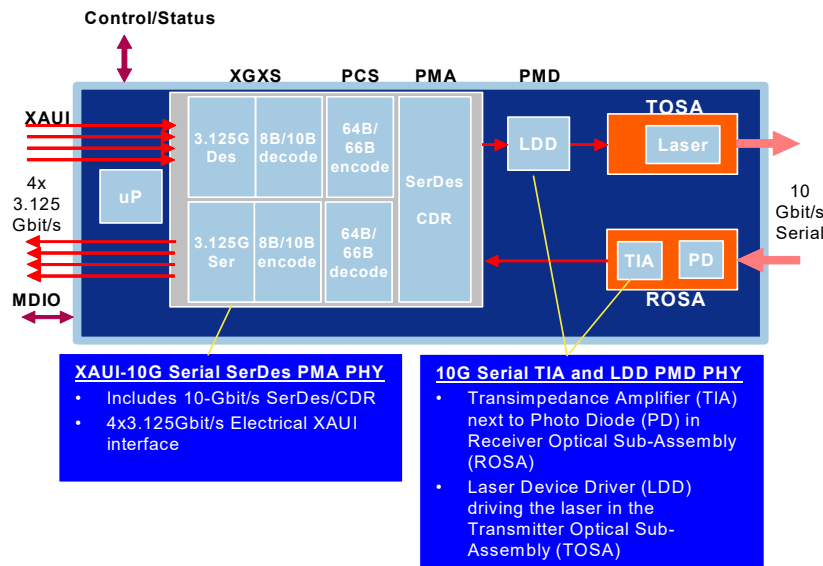 Control/Status
XGXS
PCS
PMA
PMD
XAUI
TOSA
3.125G
Des
8B/10B
decode
64B/
66B
encode
SerDes
CDR
LDD
Laser
4x
3.125
Gbit/s
uP
10
Gbit/s
Serial
3.125G
Ser
8B/10B
encode
64B/
66B
decode
TIA
PD
ROSA
MDIO
XAUI-10G Serial SerDes PMA PHY
• Includes 10-Gbit/s SerDes/CDR
• 4x3.125Gbit/s Electrical XAUI
interface
10G Serial TIA and LDD PMD PHY
• Transimpedance Amplifier (TIA)
next to Photo Diode (PD) in
Receiver Optical Sub-Assembly
(ROSA)
• Laser Device Driver (LDD)
driving the laser in the
Transmitter Optical Sub-
Assembly (TOSA)